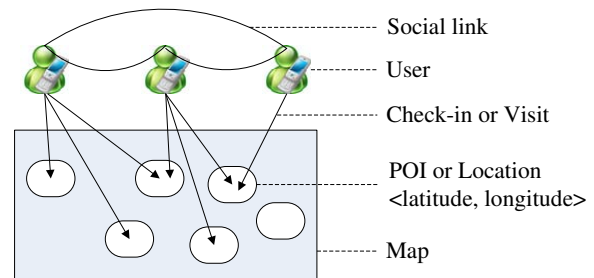 Social link
User
Check-in or Visit
POI or Location
<latitude, longitude>
Map